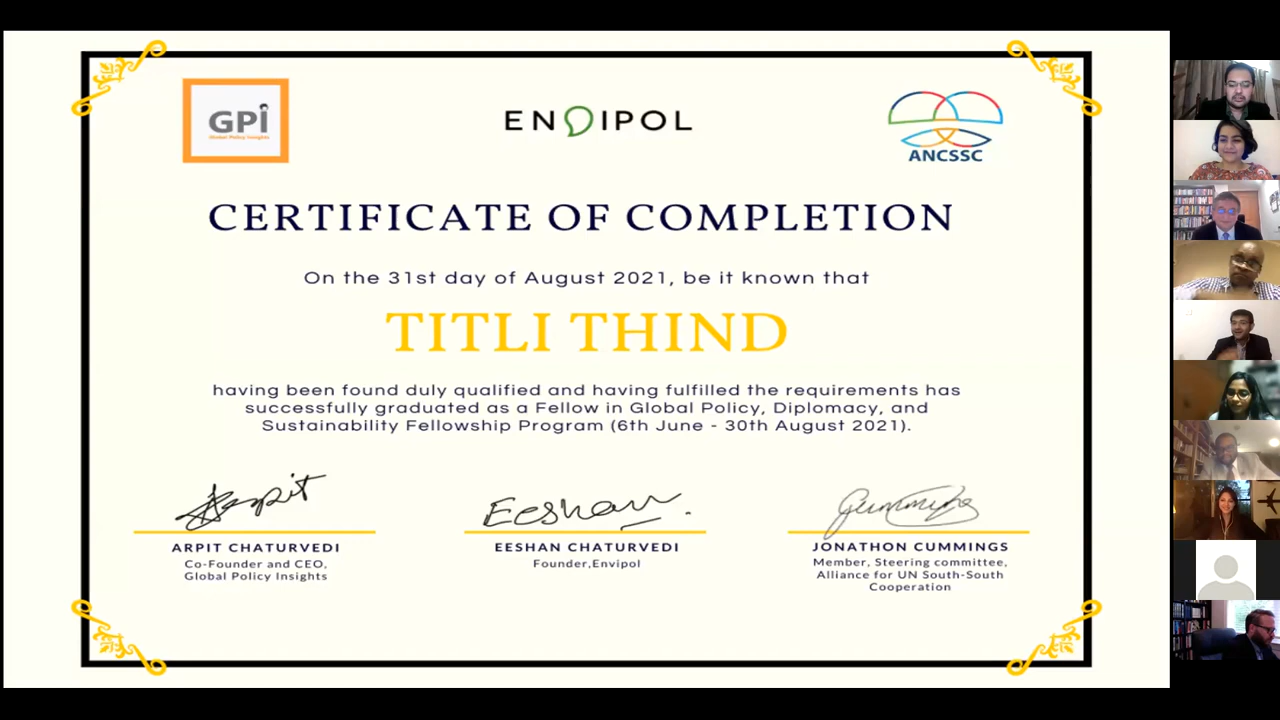 GPi
Global Policy Insights
ENVIPOL
ANCSSC
CERTIFICATE OF COMPLETION
On the 31st day of August 2021, be it known that
TITLI THIND
having been found duly qualified and having fulfilled the requirements has
successfully graduated as a Fellow in Global Policy, Diplomacy, and
Sustainability Fellowship Program (6th June - 30th August 2021).
Arpit
Eeshan
Jcummings
ARPIT CHATURVEDI
Co-Founder and CEO,
Global Policy Insights
EESHAN CHATURVEDI
Founder,Envipol
JONATHON CUMMINGS
Member, Steering committee,
Alliance for UN South-South
Cooperation